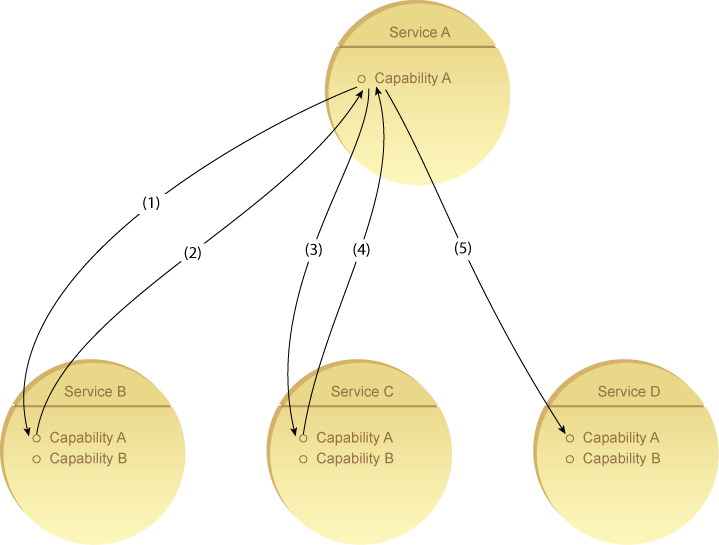 Service A
Capability A
(1)
(2)
(3)
(4)
(5)
Service B
Capability A
Capability B
Service C
Capability A
Capability B
Service D
Capability A
Capability B